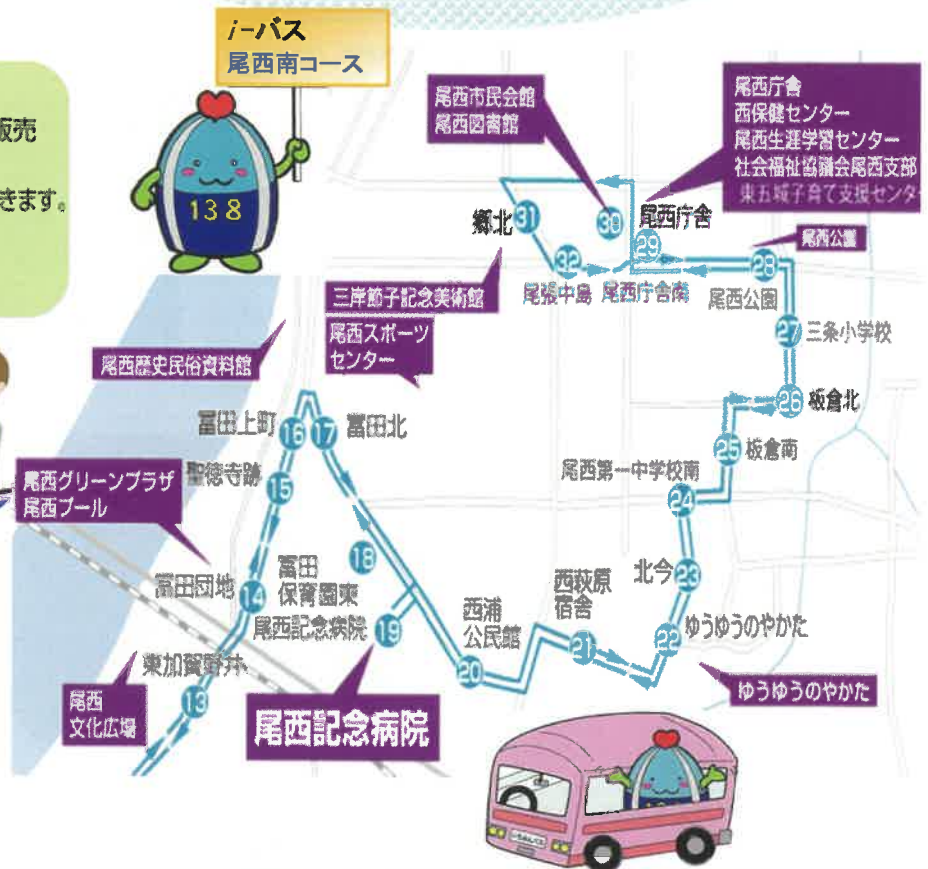 i-バス
尾西南コース
販売
きます。
138
尾西市民会館
尾西図書館
尾西庁舎
西保健センター
尾西生涯学習センター
社会福祉協議会尾西支部
東五城子育て支援センタ
郷北
31
30
尾西庁舎
29
尾西公園
32
尾張中島
尾西庁舎南
28
尾西公園
三岸節子記念美術館
尾西スポーツ
センター
27
三条小学校
尾西歴史民俗資料館
26
板倉北
冨田上町
16
17
冨田北
25
板倉南
聖徳寺跡
15
尾西第一中学校南
24
尾西グリーンプラザ
尾西プール
18
冨田
保育園東
冨田団地
14
西萩原
宿舎
北今
23
尾西記念病院
19
西浦
公民館
21
22
ゆうゆうのやかた
東加賀野井
20
13
ゆうゆうのやかた
尾西
文化広場
尾西記念病院